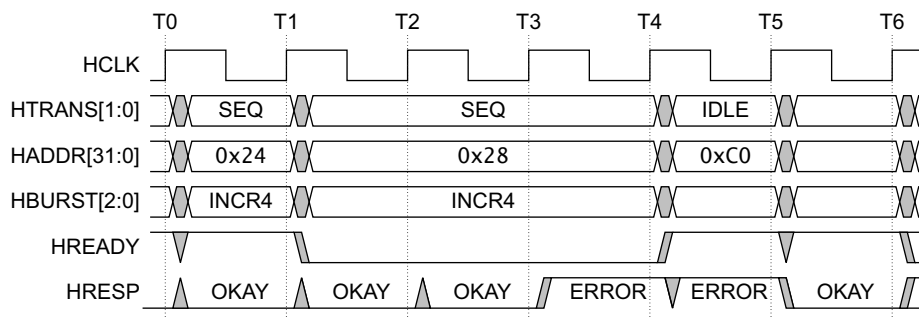 T0 T1 T2 T3 T4 T5 T6
HCLK
HTRANS[1:0] SEQ SEQ IDLE
HADDR[31:0] 0x24 0x28 0xC0
HBURST[2:0] INCR4 INCR4
HREADY
HRESP OKAY OKAY OKAY ERROR ERROR OKAY